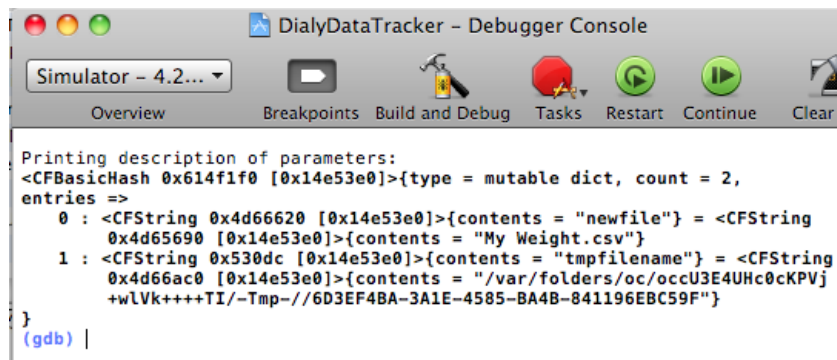 DialyDataTracker – Debugger Console
Simulator – 4.2...
Overview
Breakpoints
Build and Debug
Tasks
Restart
Continue
Clear
Printing description of parameters:
<CFBasicHash 0x614f1f0 [0x14e53e0]>{type = mutable dict, count = 2,
entries =>
0 : <CFString 0x4d66620 [0x14e53e0]>{contents = "newfile"} = <CFString
0x4d65690 [0x14e53e0]>{contents = "My Weight.csv"}
1 : <CFString 0x530dc [0x14e53e0]>{contents = "tmpfilename"} = <CFString
0x4d66ac0 [0x14e53e0]>{contents = "/var/folders/oc/occU3E4UHc0cKPVj
+wlVk++++TI/-Tmp-//6D3EF4BA-3A1E-4585-BA4B-841196EBC59F"}
}
(gdb)